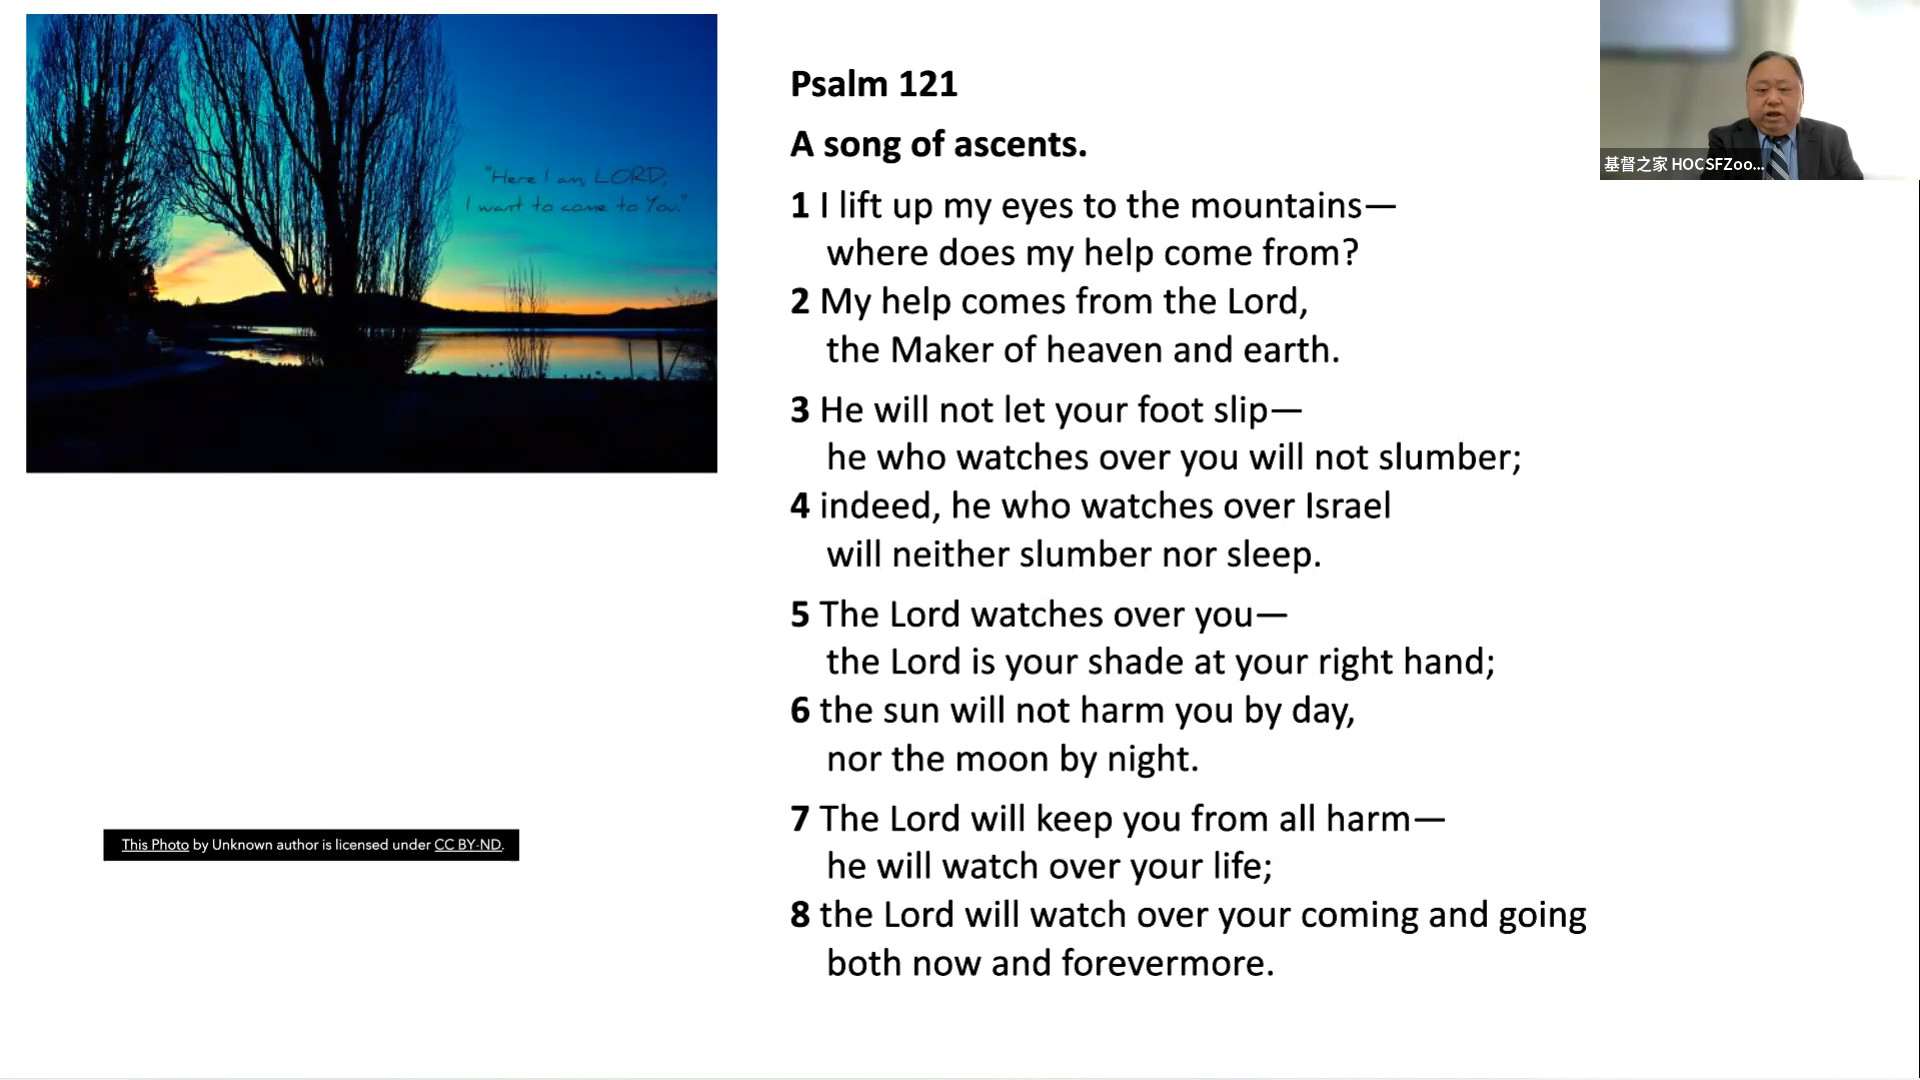 "Here I am, LORD,
I want to come to You."
Psalm 121
A song of ascents.
1 I lift up my eyes to the mountains—
where does my help come from?
2 My help comes from the Lord,
the Maker of heaven and earth.
3 He will not let your foot slip—
he who watches over you will not slumber;
4 indeed, he who watches over Israel
will neither slumber nor sleep.
5 The Lord watches over you—
the Lord is your shade at your right hand;
6 the sun will not harm you by day,
nor the moon by night.
7 The Lord will keep you from all harm—
he will watch over your life;
8 the Lord will watch over your coming and going
both now and forevermore.
This Photo by Unknown author is licensed under CC BY-ND.
基督之家 HOCSFZoo...